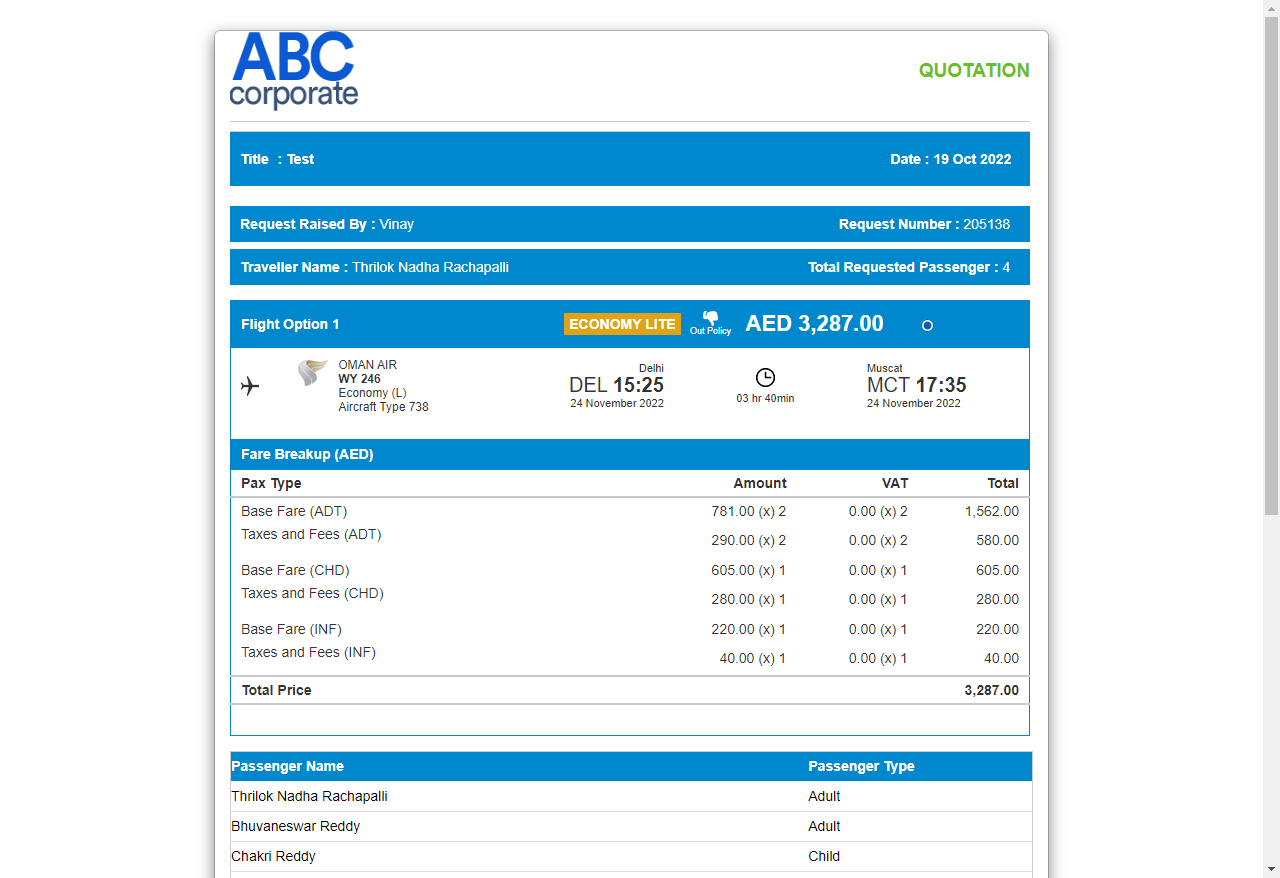 ABC
corporate
QUOTATION
Title : Test
Date : 19 Oct 2022
Request Raised By : Vinay
Request Number : 205138
Traveller Name : Thrilok Nadha Rachapalli
Total Requested Passenger : 4
Flight Option 1
ECONOMY LITE
Out Policy
AED 3,287.00
OMAN AIR
WY 246
Economy (L)
Aircraft Type 738
Delhi
DEL 15:25
24 November 2022
03 hr 40min
Muscat
MCT 17:35
24 November 2022
Fare Breakup (AED)
Pax Type Amount VAT Total
Base Fare (ADT) 781.00 (x) 2 0.00 (x) 2 1,562.00
Taxes and Fees (ADT) 290.00 (x) 2 0.00 (x) 2 580.00
Base Fare (CHD) 605.00 (x) 1 0.00 (x) 1 605.00
Taxes and Fees (CHD) 280.00 (x) 1 0.00 (x) 1 280.00
Base Fare (INF) 220.00 (x) 1 0.00 (x) 1 220.00
Taxes and Fees (INF) 40.00 (x) 1 0.00 (x) 1 40.00
Total Price 3,287.00
Passenger Name Passenger Type
Thrilok Nadha Rachapalli Adult
Bhuvaneswar Reddy Adult
Chakri Reddy Child